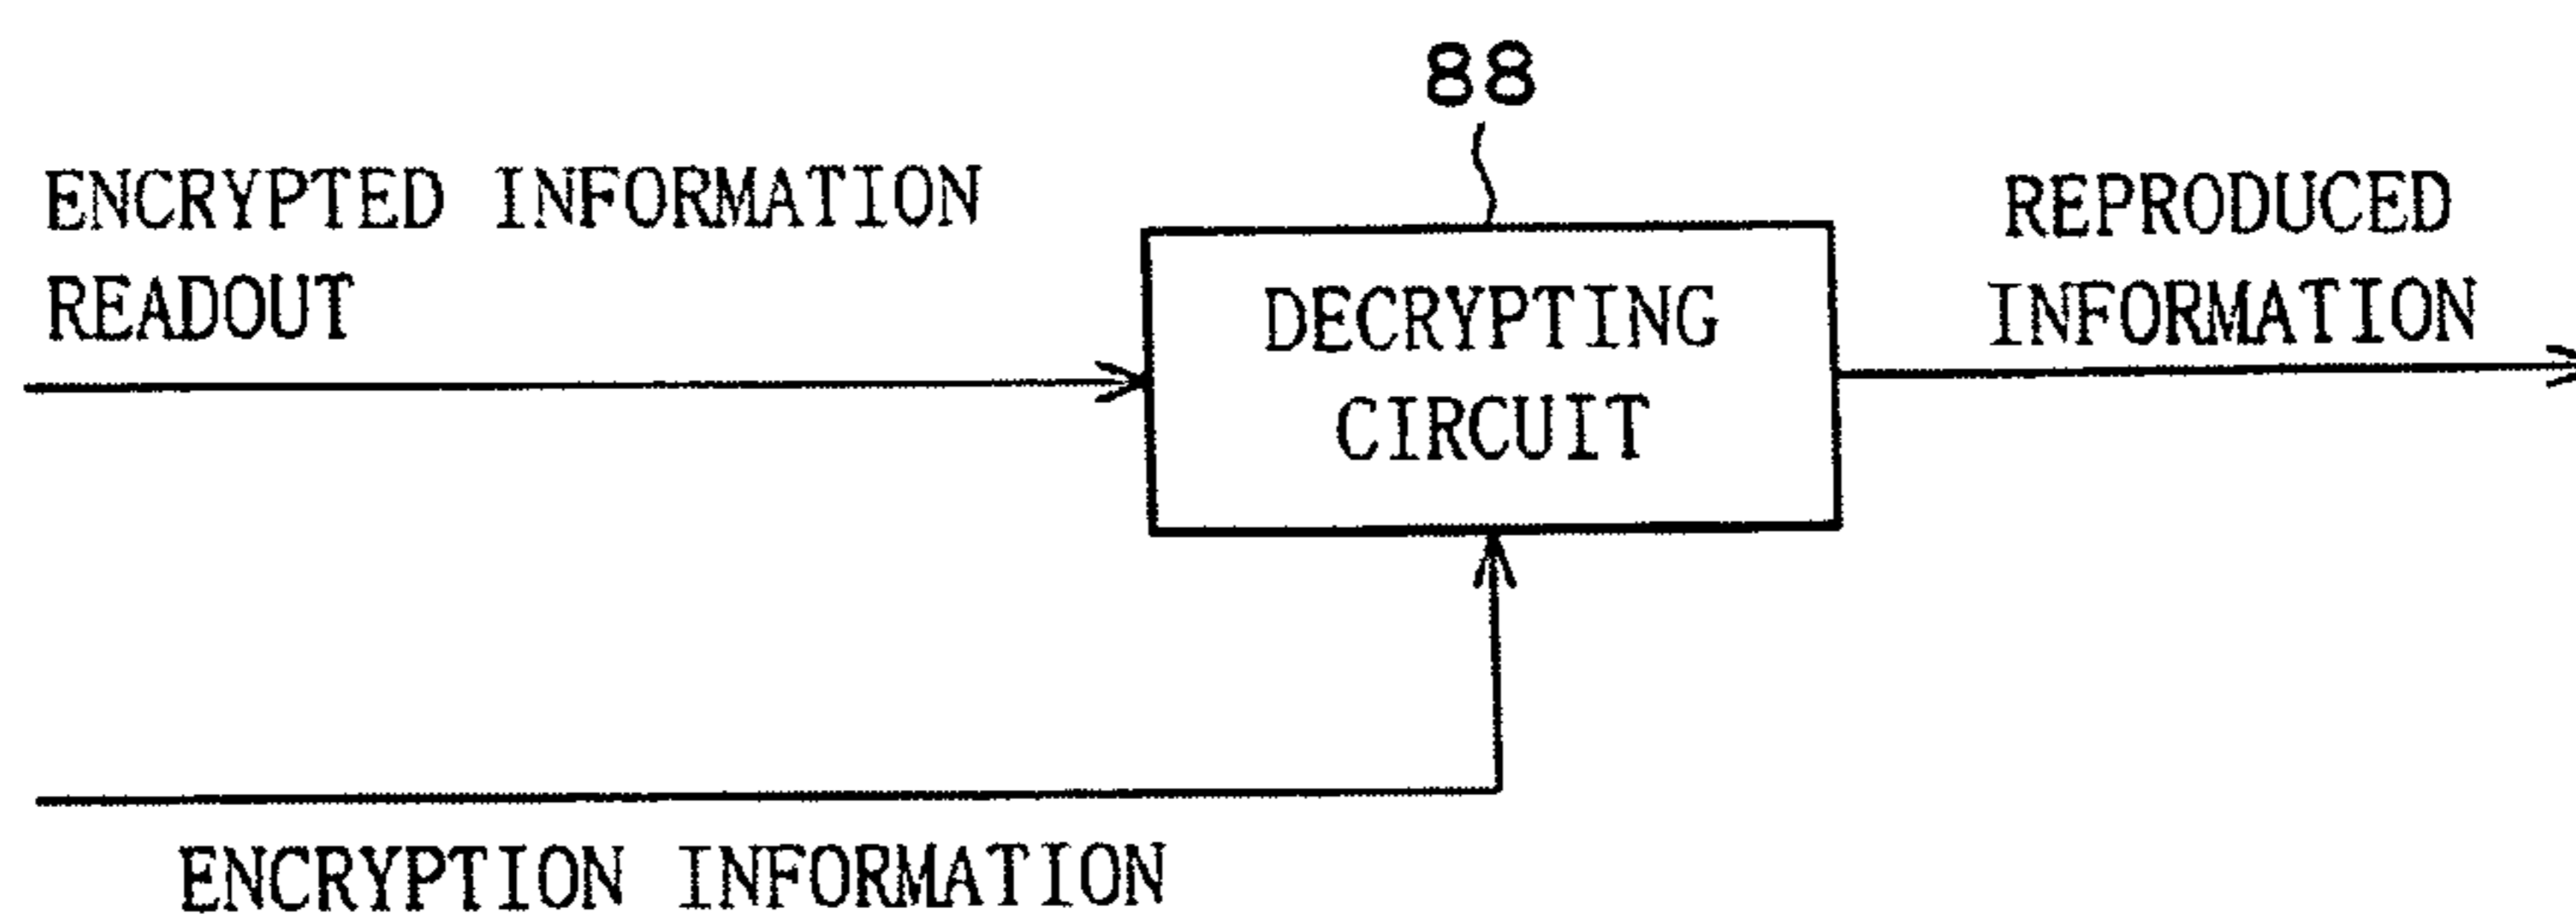 88
ENCRYPTED INFORMATION
READOUT
DECRYPTING
CIRCUIT
REPRODUCED
INFORMATION
ENCRYPTION INFORMATION